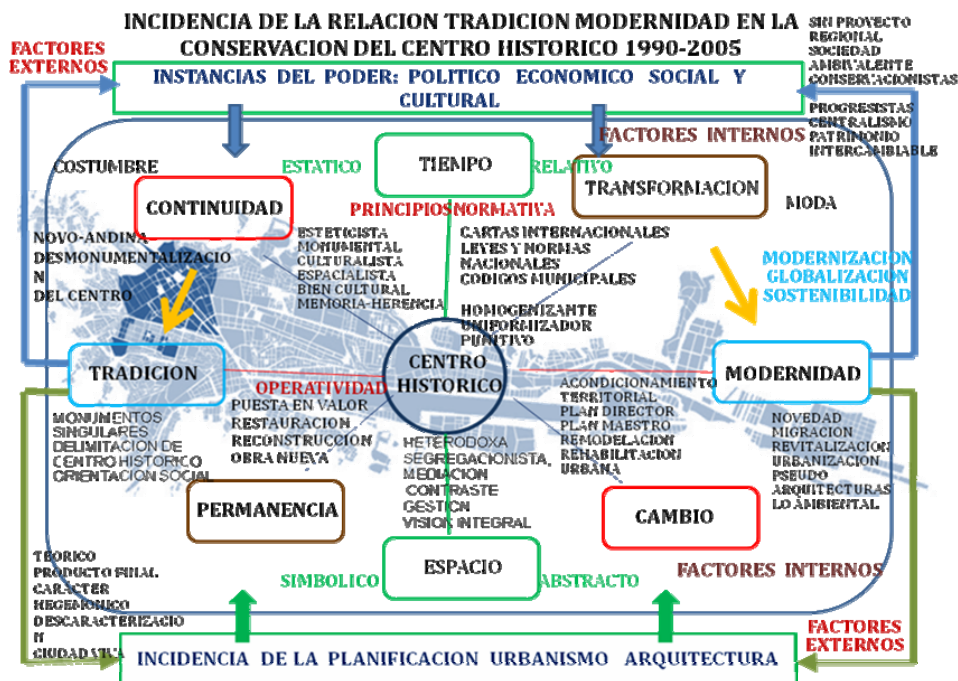 INCIDENCIA DE LA RELACION TRADICION MODERNIDAD EN LA
CONSERVACION DEL CENTRO HISTORICO 1990-2005
FACTORES
EXTERNOS
INSTANCIAS DEL PODER: POLITICO ECONOMICO SOCIAL Y
CULTURAL
SIN PROYECTO
REGIONAL
SOCIEDAD
AMBIVALENTE
CONSERVACIONISTAS
PROGRESISTAS
CENTRALISMO
PATRIMONIO
INTERCAMBIABLE
FACTORES INTERNOS
COSTUMBRE
ESTATICO
TIEMPO
RELATIVO
TRANSFORMACION
CONTINUIDAD
MODA
PRINCIPIOS NORMATIVA
ESTETICISTA
MONUMENTAL
CULTURALISTA
ESPACIALISTA
BIEN CULTURAL
MEMORIA-HERENCIA
CARTAS INTERNACIONALES
LEYES Y NORMAS
NACIONALES
CODIGOS MUNICIPALES
HOMOGENIZANTE
UNIFORMIZADOR
PUNITIVO
NOVO-ANDINA
DESMONUMENTALIZACIO
N
DEL CENTRO
MODERNIZACION
GLOBALIZACION
SOSTENIBILIDAD
TRADICION
CENTRO
HISTORICO
MODERNIDAD
OPERATIVIDAD
PUESTA EN VALOR
RESTAURACION
RECONSTRUCCION
OBRA NUEVA
ACONDICIONAMIENTO
TERRITORIAL
PLAN DIRECTOR
PLAN MAESTRO
REMODELACION
REHABILITACION
URBANA
MONUMENTOS
SINGULARES
DELIMITACION DE
CENTRO HISTORICO
ORIENTACION SOCIAL
HETERODOXA
SEGREGACIONISTA,
MEDIACION
CONTRASTE
GESTION
VISION INTEGRAL
NOVEDAD
MIGRACION
REVITALIZACION
URBANIZACION
PSEUDO
ARQUITECTURAS
LO AMBIENTAL
PERMANENCIA
CAMBIO
TEORICO
PRODUCTO FINAL
CARACTER
HEGEMONICO
DESCARACTERIZACIO
N
CIUDAD VIVA
SIMBOLICO
ESPACIO
ABSTRACTO
FACTORES INTERNOS
FACTORES
EXTERNOS
INCIDENCIA DE LA PLANIFICACION URBANISMO ARQUITECTURA